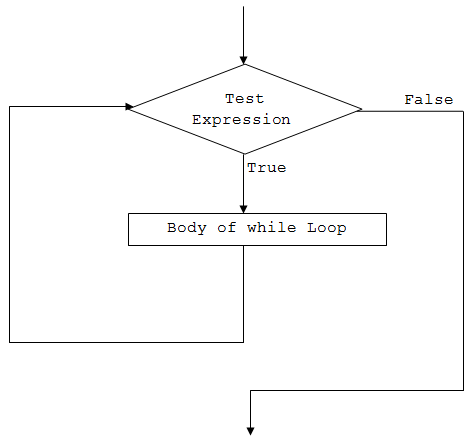 Test
Expression
False
True
Body of while Loop